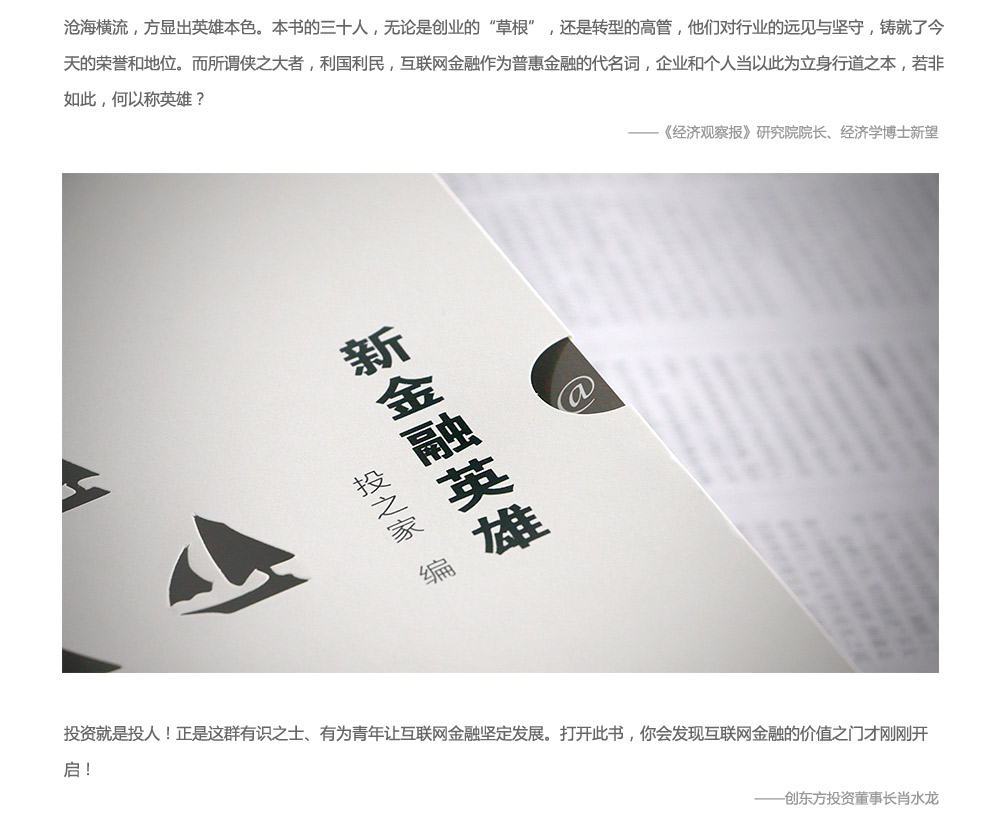 沧海横流，方显出英雄本色。本书的三十人，无论是创业的“草根”，还是转型的高管，他们对行业的远见与坚守，铸就了今
天的荣誉和地位。而所谓侠之大者，利国利民，互联网金融作为普惠金融的代名词，企业和个人当以此为立身行道之本，若非
如此，何以称英雄？
——《经济观察报》研究院院长、经济学博士新望
新金融英雄
@
投之家 编
投资就是投人！正是这群有识之士、有为青年让互联网金融坚定发展。打开此书，你会发现互联网金融的价值之门才刚刚开
启！
——创东方投资董事长肖水龙